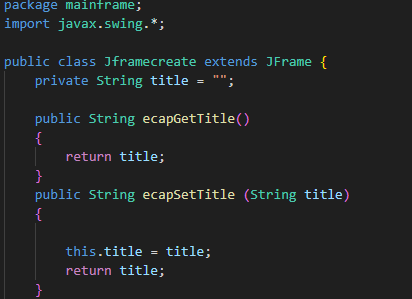 package mainframe;
import javax.swing.*;
public class Jframecreate extends JFrame {
    private String title = "";
    public String ecapGetTitle()
    {
        return title;
    }
    public String ecapSetTitle (String title)
    {
        this.title = title;
        return title;
    }